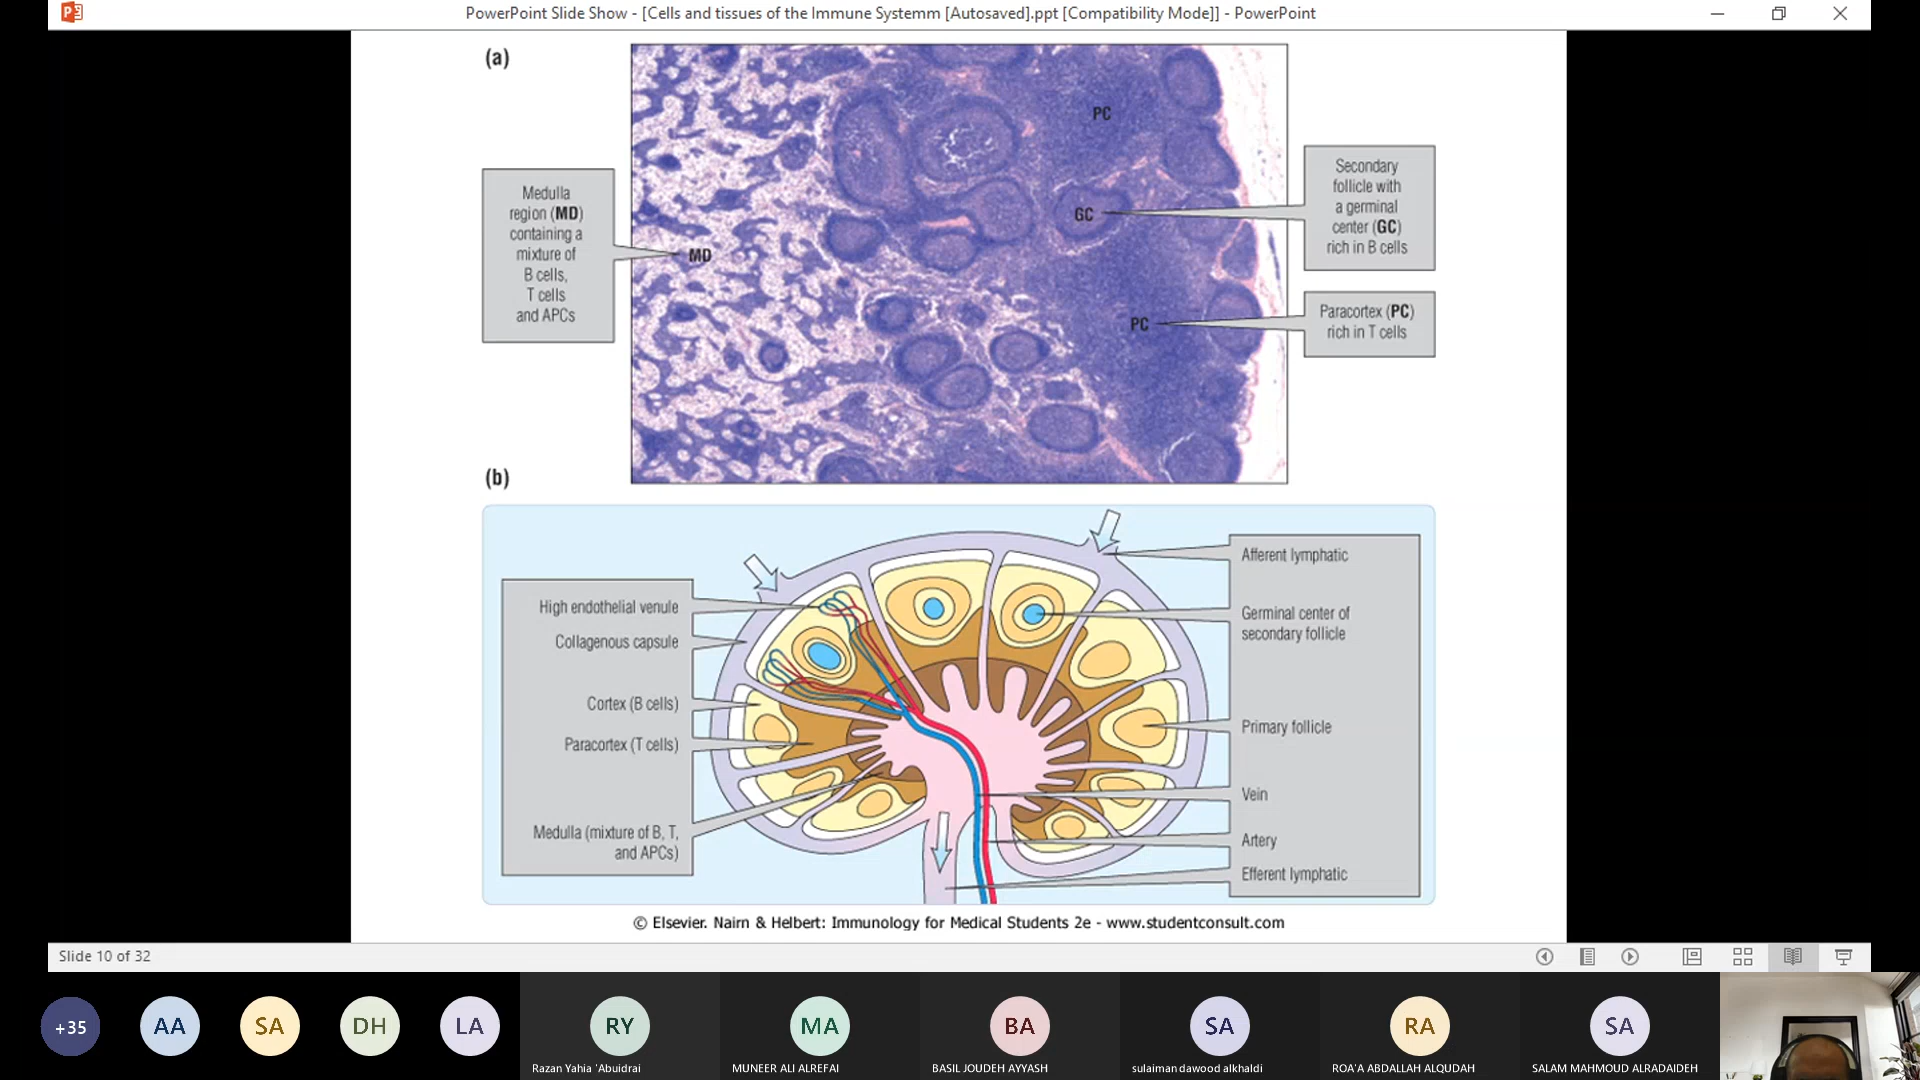 PowerPoint Slide Show - [Cells and tissues of the Immune Systemm [Autosaved].ppt [Compatibility Mode]] - PowerPoint
(a)
Medulla
region (MD)
containing a
mixture of
B cells,
T cells
and APCs
MD
PC
GC
PC
Secondary
follicle with
a germinal
center (GC)
rich in B cells
Paracortex (PC)
rich in T cells
(b)
High endothelial venule
Collagenous capsule
Cortex (B cells)
Paracortex (T cells)
Medulla (mixture of B, T,
and APCs)
Afferent lymphatic
Germinal center of
secondary follicle
Primary follicle
Vein
Artery
Efferent lymphatic
© Elsevier. Nairn & Helbert: Immunology for Medical Students 2e - www.studentconsult.com
Slide 10 of 32
+35
AA
SA
DH
LA
RY
MA
BA
SA
RA
SA
Razan Yahia 'Abuidrai
MUNEER ALI ALREFAI
BASIL JOUDEH AYYASH
sulaiman dawood alkhaldi
ROA'A ABDALLAH ALQUDAH
SALAM MAHMOUD ALRADAIDEH